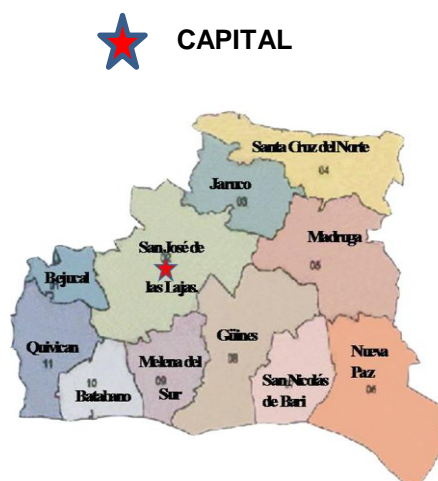 CAPITAL
Santa Cruz del Norte
04
Jaruco
03
Madruga
05
San José de
las Lajas.
Bejucal
Güines
08
Quivican
11
Melena del
09
Sur
10
Batabano
San Nicolás
de Bari
Nueva
Paz
06